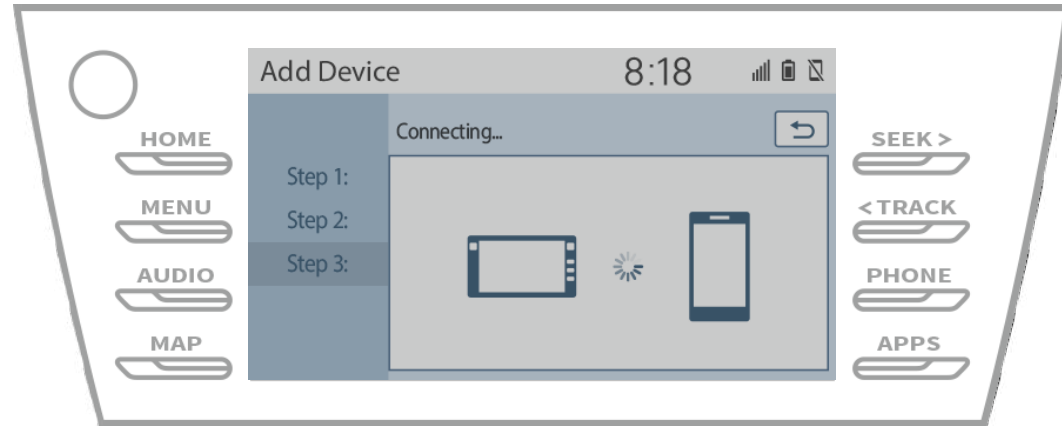 Add Device
8:18
HOME
MENU
AUDIO
MAP
Connecting...
Step 1:
Step 2:
Step 3:
SEEK >
< TRACK
PHONE
APPS